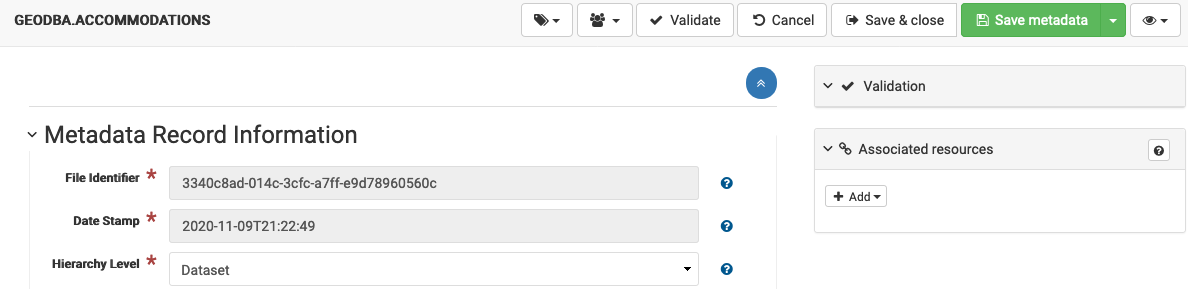 GEODBA.ACCOMMODATIONS
Validate
Cancel
Save & close
Save metadata
Validation
Metadata Record Information
Associated resources
File Identifier *
3340c8ad-014c-3cfc-a7ff-e9d78960560c
Add
Date Stamp *
2020-11-09T21:22:49
Hierarchy Level *
Dataset